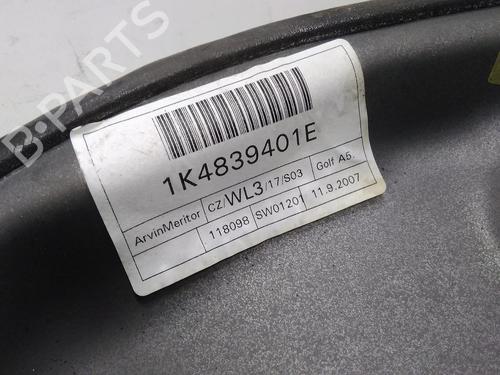 B-PARTS
1K4839401E
ArvinMeritor CZ/WL3/17/S03 Golf A5.
118098 SW01201 11.9.2007